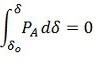 ∫_{δ_o}^{δ} P_A dδ = 0